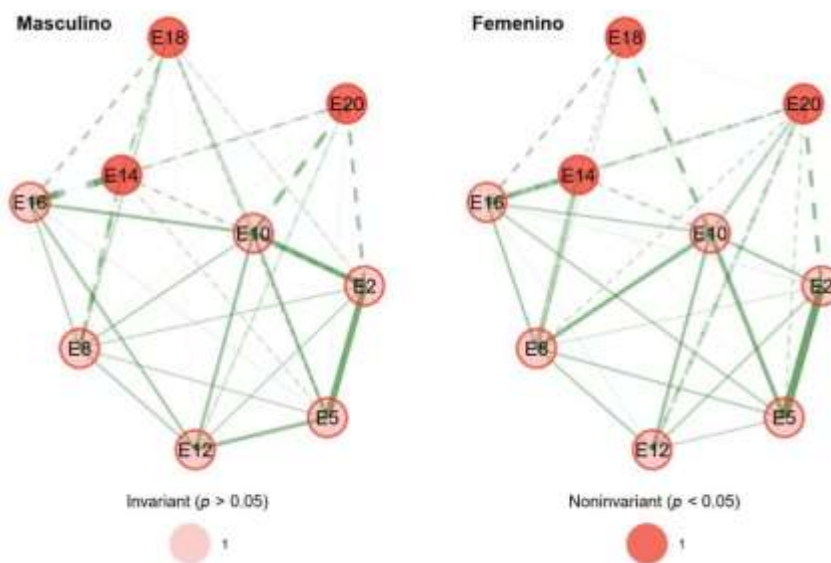 Masculino
E18
E20
E14
E16
E10
E2
E8
E5
E12
Femenino
E18
E20
E14
E16
E10
E2
E8
E5
E12
Invariant (p > 0.05)
1
Noninvariant (p < 0.05)
1